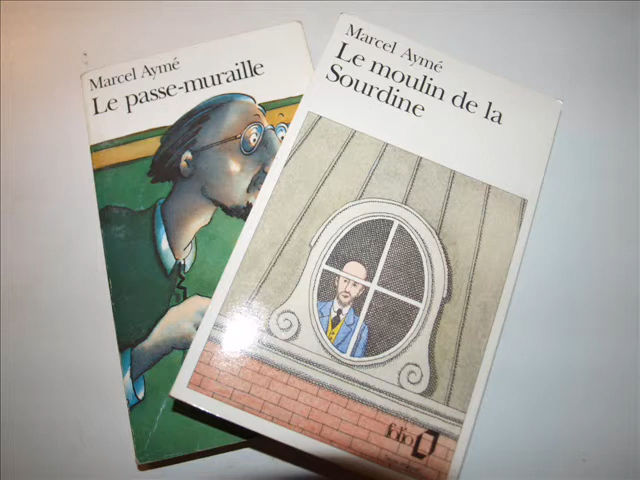 Marcel Aymé
Le passe-muraille
Marcel Aymé
Le moulin de la
Sourdine
folio